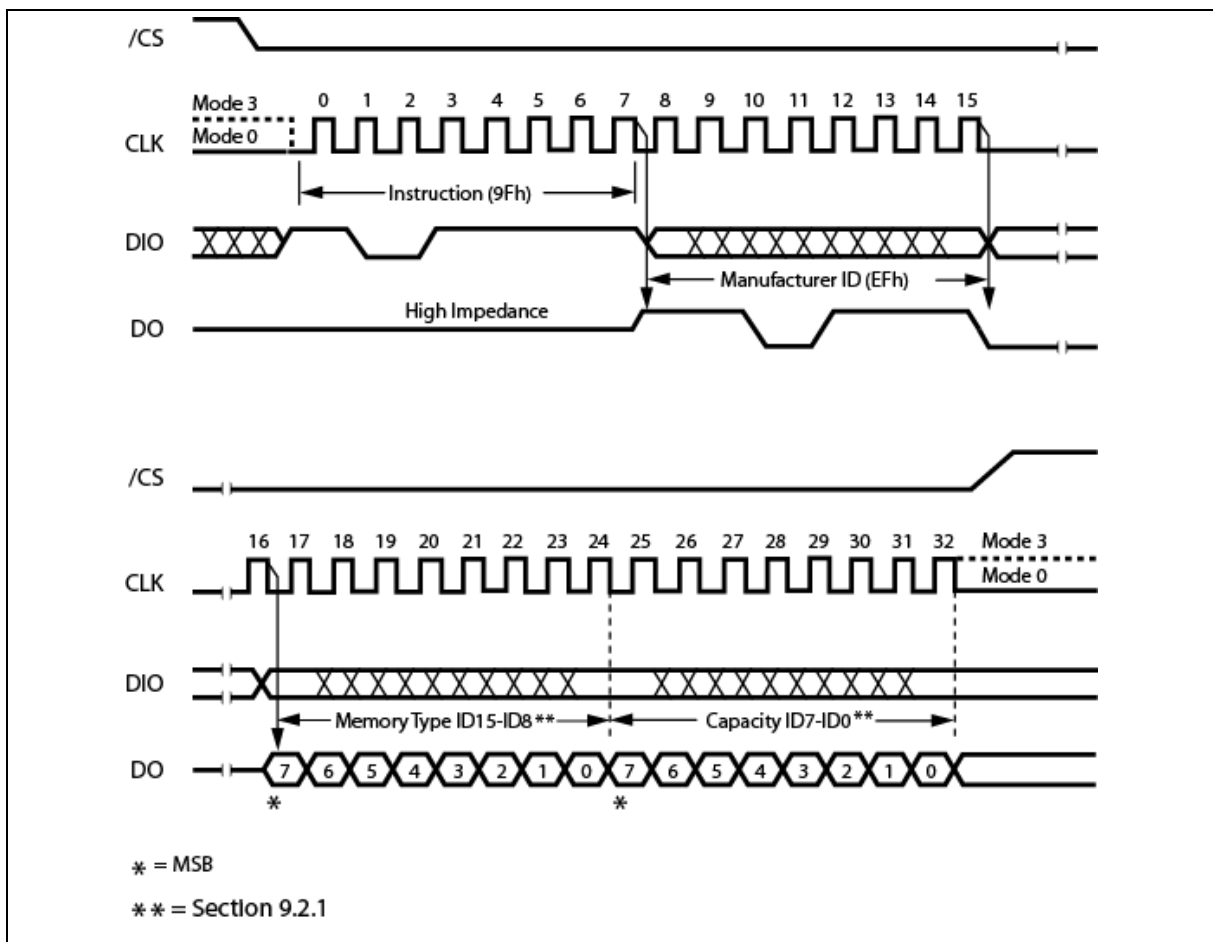 /CS
Mode 3
0 1 2 3 4 5 6 7 8 9 10 11 12 13 14 15
CLK
Mode 0
Instruction (9Fh)
DIO
Manufacturer ID (EFh)
High Impedance
DO
/CS
16 17 18 19 20 21 22 23 24 25 26 27 28 29 30 31 32
Mode 3
CLK
Mode 0
DIO
Memory Type ID15-ID8** Capacity ID7-ID0**
DO 7 6 5 4 3 2 1 0 7 6 5 4 3 2 1 0
* *
* = MSB
** = Section 9.2.1